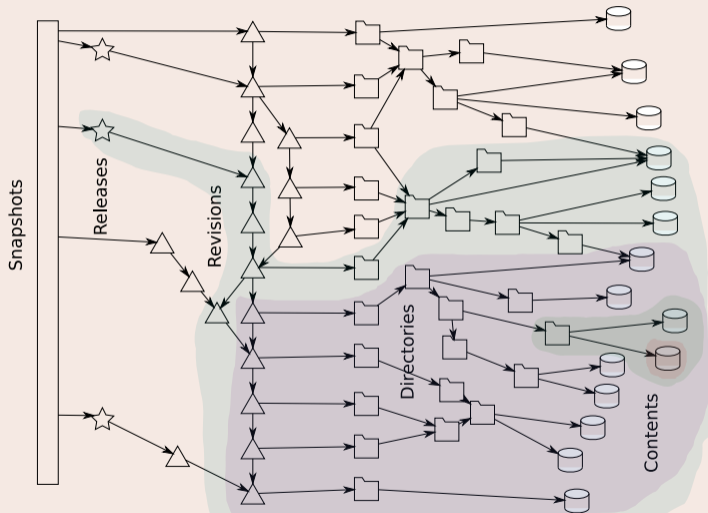 Snapshots
Releases
Revisions
Directories
Contents